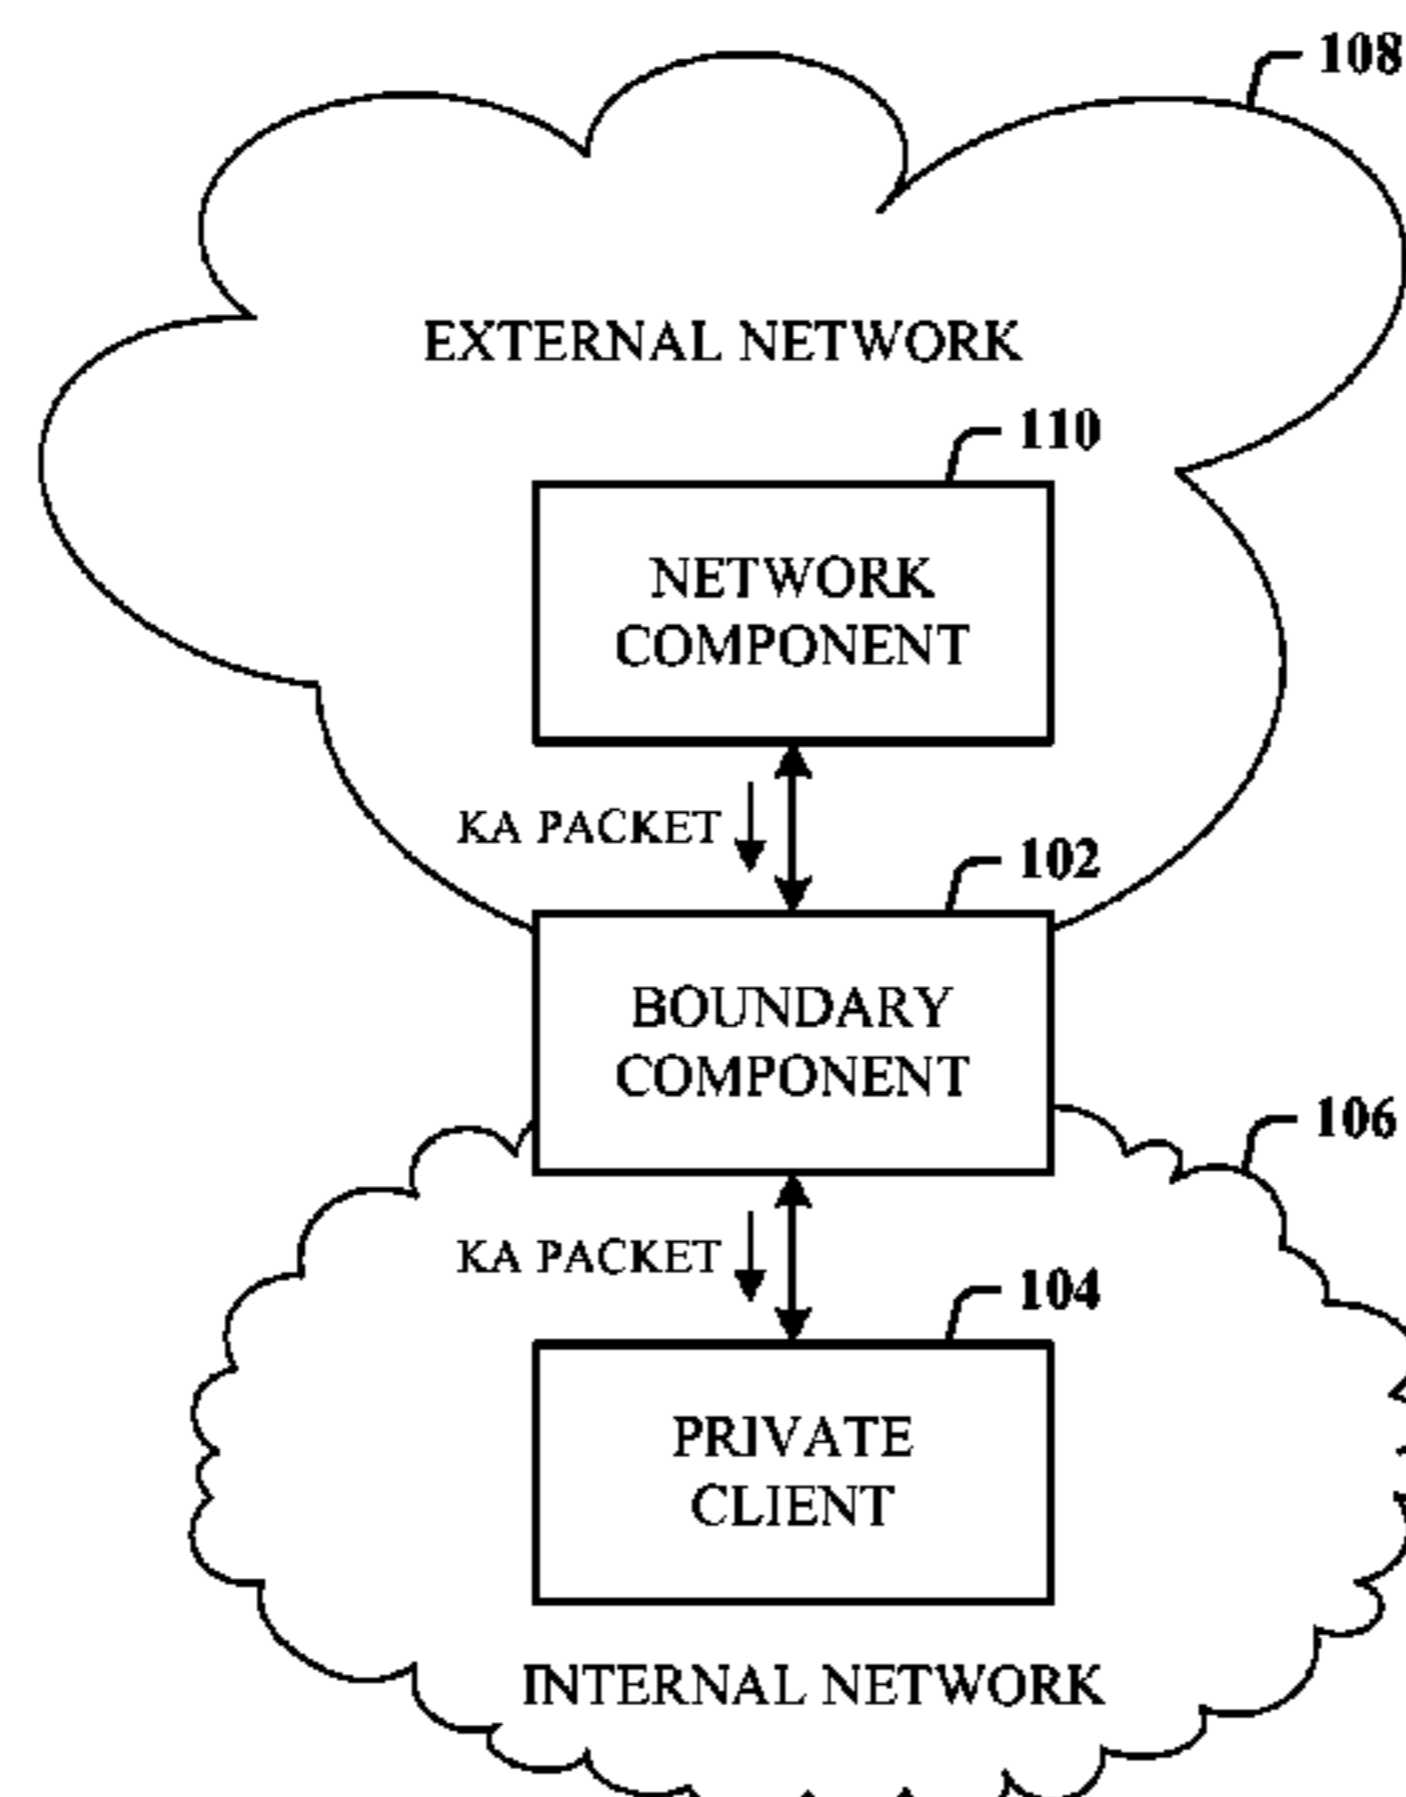 108
EXTERNAL NETWORK
110
NETWORK
COMPONENT
KA PACKET
102
BOUNDARY
COMPONENT
106
KA PACKET
104
PRIVATE
CLIENT
INTERNAL NETWORK